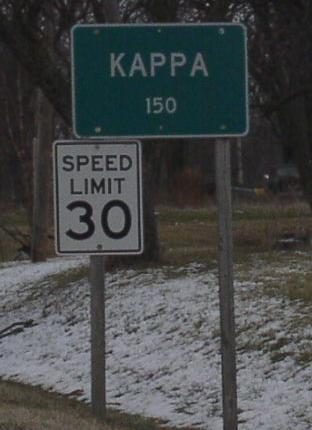 KAPPA
150
SPEED
LIMIT
30